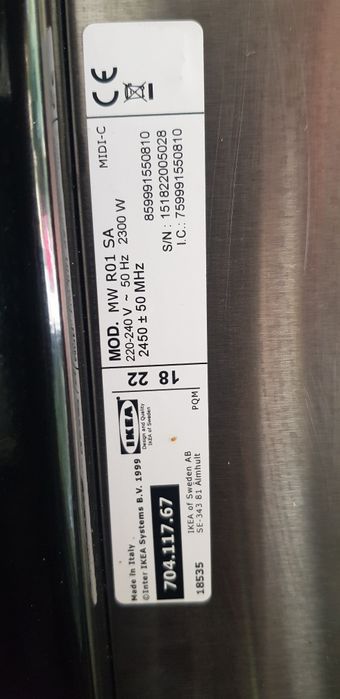 Made in Italy
©Inter IKEA Systems B.V. 1999
IKEA®
Design and Quality
IKEA of Sweden
704.117.67
IKEA of Sweden AB
SE-343 81 Älmhult
18535
PQM
22
18
MOD. MW R01 SA
MIDI-C
220-240 V ~ 50 Hz 2300 W
2450 ± 50 MHz
859991550810
S/N : 151822005028
I.C.: 759991550810
CE